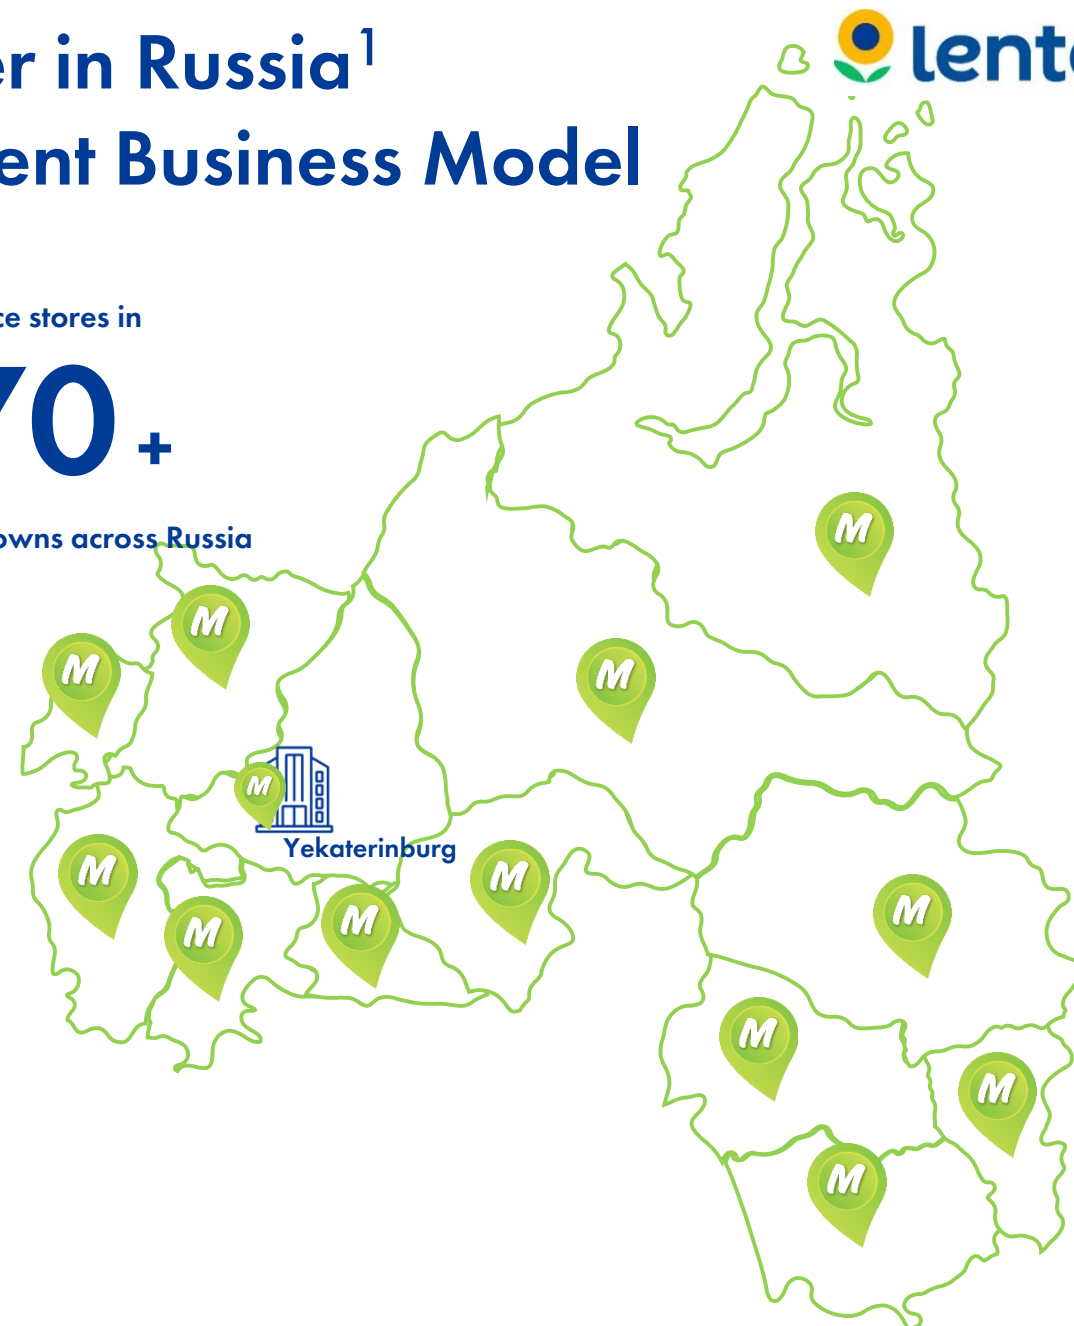 er in Russia1
lent
ent Business Model
ce stores in
70 +
owns across Russia
M
M
M
M
M
Yekaterinburg
M
M
M
M
M
M
M
M